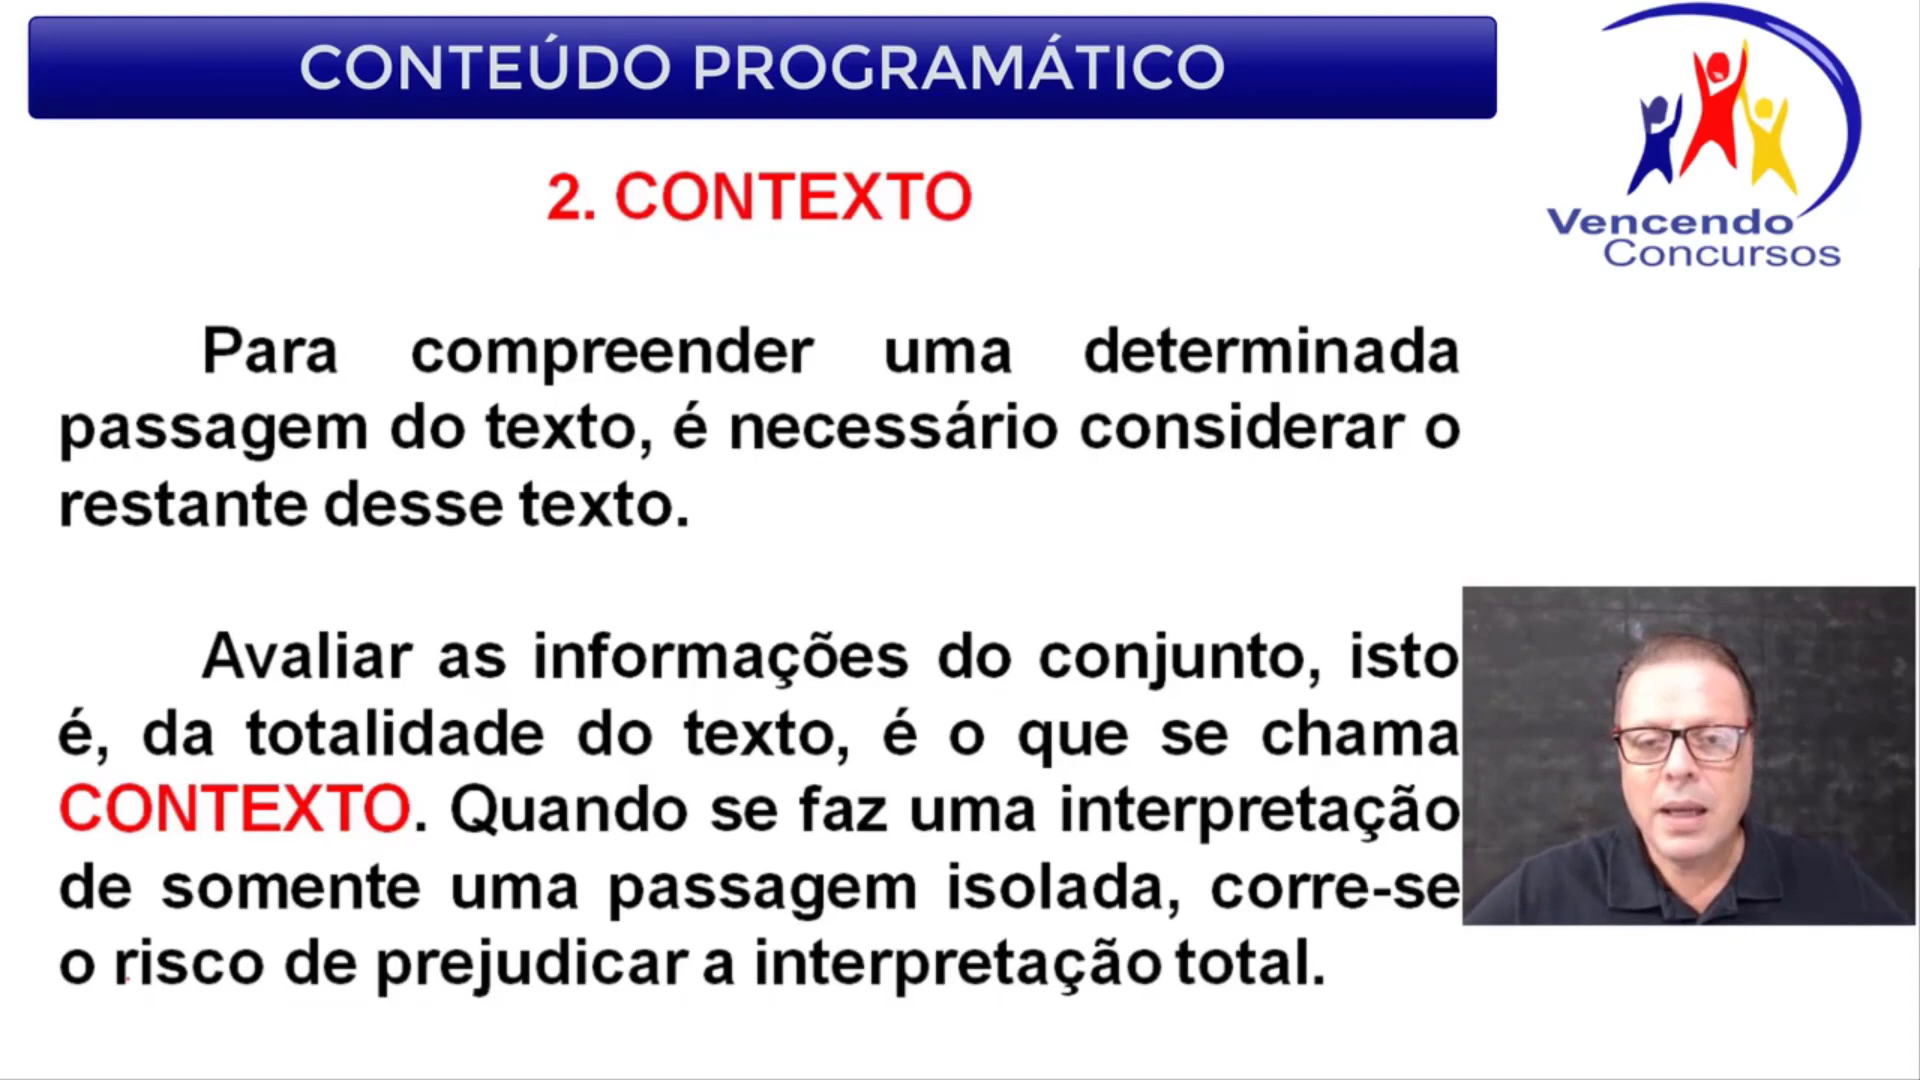 CONTEÚDO PROGRAMÁTICO
2. CONTEXTO
Vencendo
Concursos
Para compreender uma determinada
passagem do texto, é necessário considerar o
restante desse texto.
Avaliar as informações do conjunto, isto
é, da totalidade do texto, é o que se chama
CONTEXTO. Quando se faz uma interpretação
de somente uma passagem isolada, corre-se
o risco de prejudicar a interpretação total.